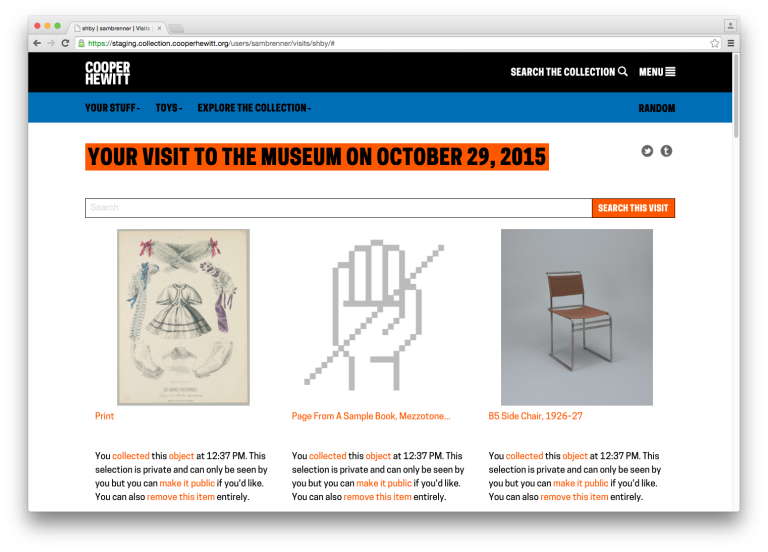 shby | sambrenner | Visits
https://staging.collection.cooperhewitt.org/users/sambrenner/visits/shby/#
COOPER
HEWITT
SEARCH THE COLLECTION
MENU
YOUR STUFF
TOYS
EXPLORE THE COLLECTION
RANDOM
YOUR VISIT TO THE MUSEUM ON OCTOBER 29, 2015
Search
SEARCH THIS VISIT
Print
Page From A Sample Book, Mezzotone...
B5 Side Chair, 1926–27
You collected this object at 12:37 PM. This
selection is private and can only be seen by
you but you can make it public if you'd like.
You can also remove this item entirely.
You collected this object at 12:37 PM. This
selection is private and can only be seen by
you but you can make it public if you'd like.
You can also remove this item entirely.
You collected this object at 12:37 PM. This
selection is private and can only be seen by
you but you can make it public if you'd like.
You can also remove this item entirely.